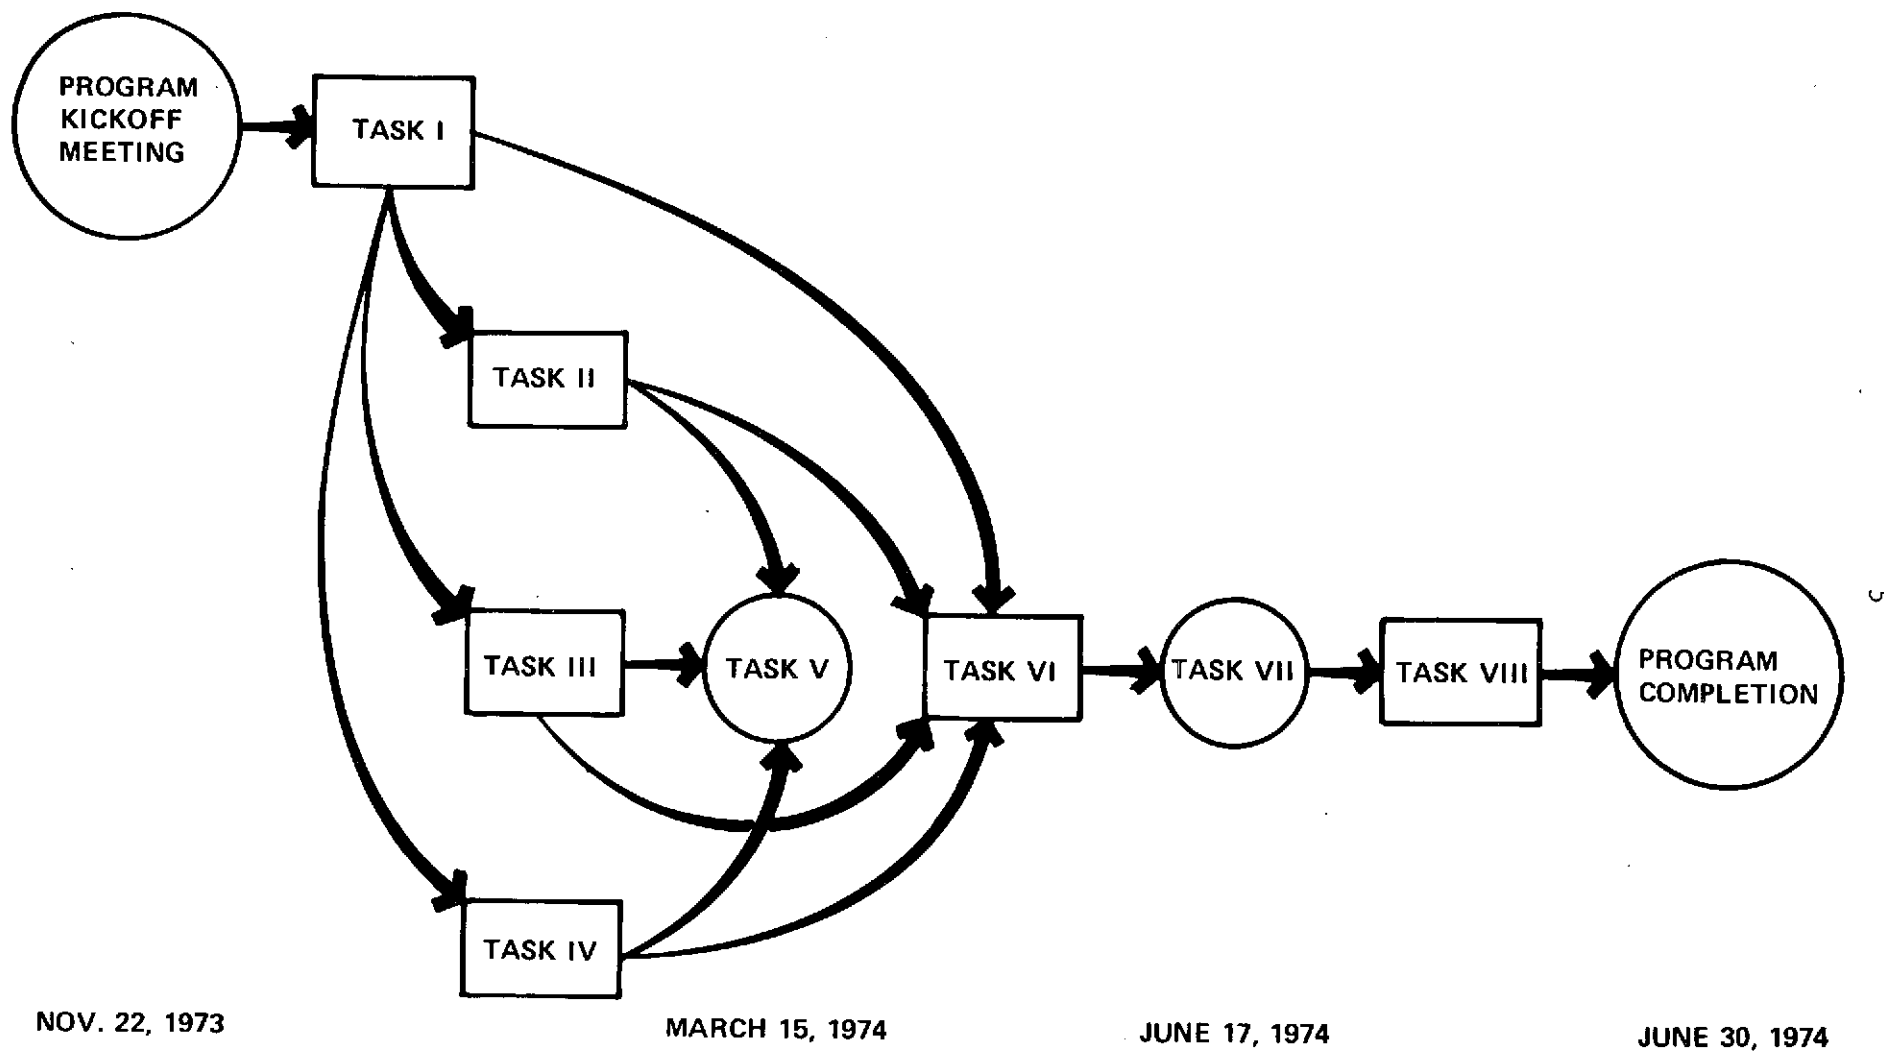 PROGRAM
KICKOFF
MEETING
TASK I
TASK II
TASK III
TASK V
TASK VI
TASK VII
TASK VIII
PROGRAM
COMPLETION
TASK IV
NOV. 22, 1973
MARCH 15, 1974
JUNE 17, 1974
JUNE 30, 1974
5